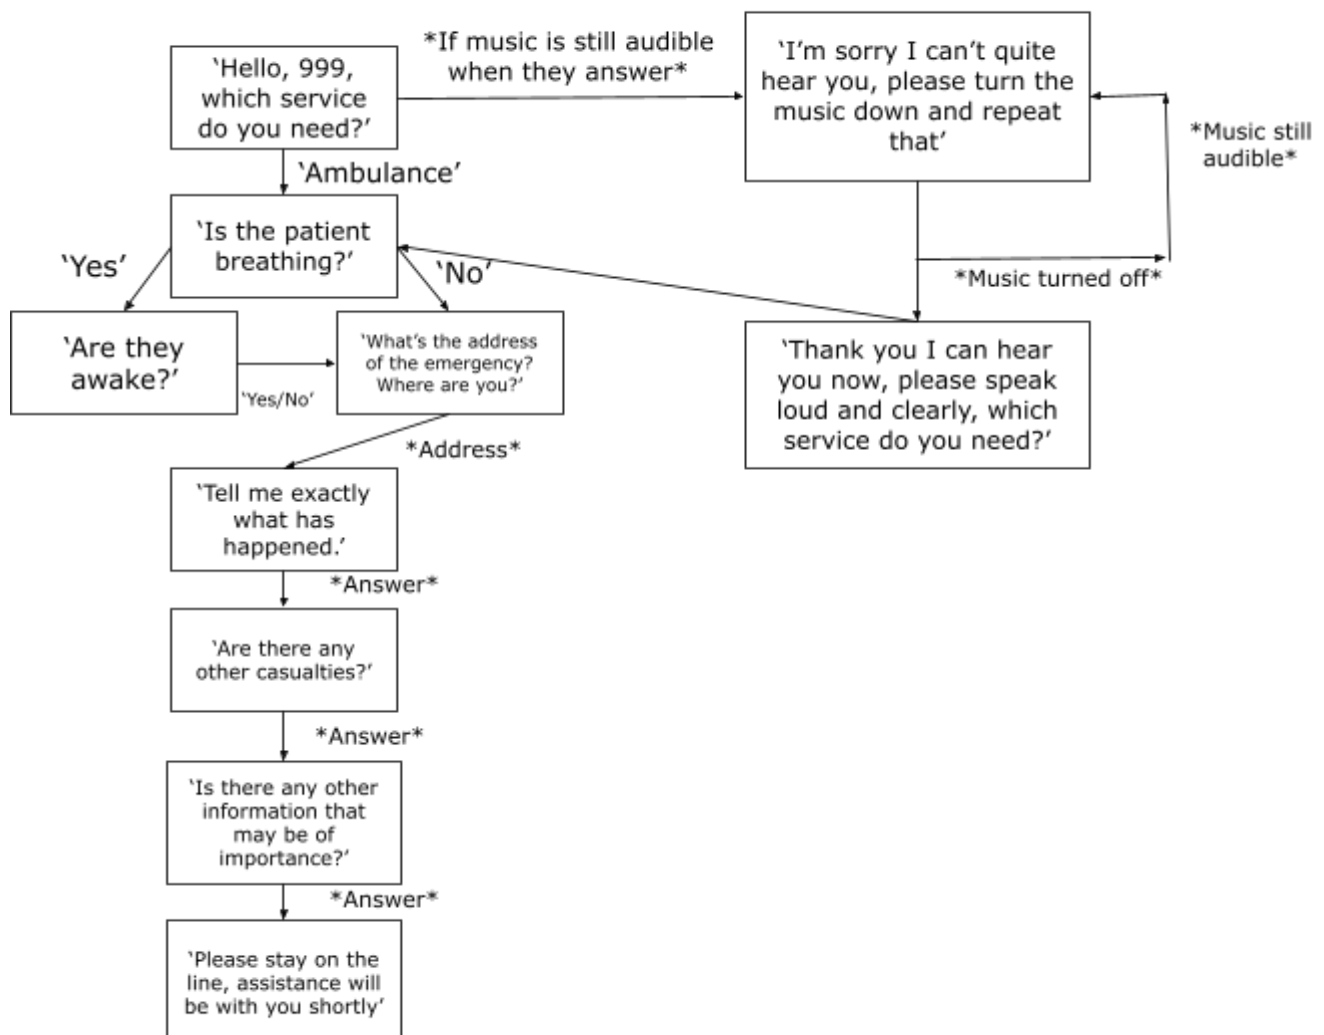 ‘Hello, 999,
which service
do you need?’
*If music is still audible
when they answer*
‘I’m sorry I can’t quite
hear you, please turn the
music down and repeat
that’
*Music still
audible*
‘Ambulance’
‘Is the patient
breathing?’
‘Yes’
‘No’
*Music turned off*
‘Are they
awake?’
‘Yes/No’
‘What’s the address
of the emergency?
Where are you?’
‘Thank you I can hear
you now, please speak
loud and clearly, which
service do you need?’
*Address*
‘Tell me exactly
what has
happened.’
*Answer*
‘Are there any
other casualties?’
*Answer*
‘Is there any other
information that
may be of
importance?’
*Answer*
‘Please stay on the
line, assistance will
be with you shortly’